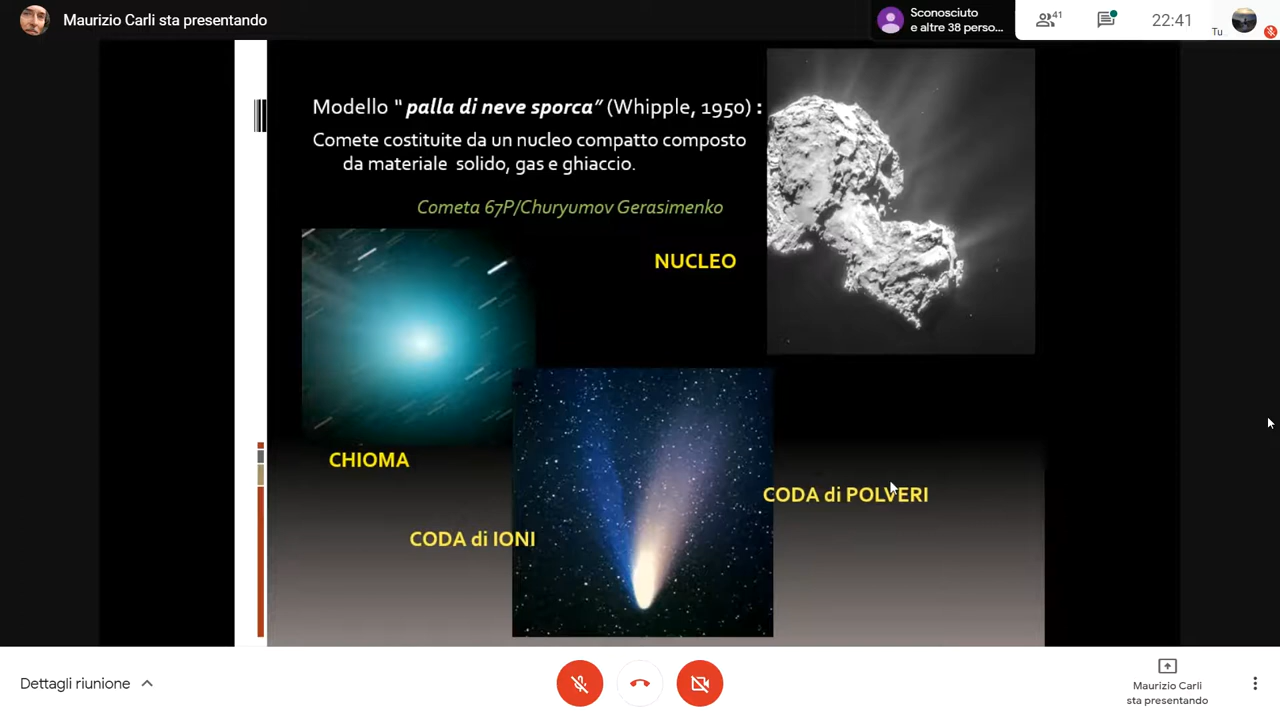 Maurizio Carli sta presentando
Sconosciuto
e altre 38 perso...
41
22:41
Tu
Modello “ palla di neve sporca” (Whipple, 1950) :
Comete costituite da un nucleo compatto composto
da materiale solido, gas e ghiaccio.
Cometa 67P/Churyumov Gerasimenko
NUCLEO
CHIOMA
CODA di POLVERI
CODA di IONI
Dettagli riunione
Maurizio Carli
sta presentando